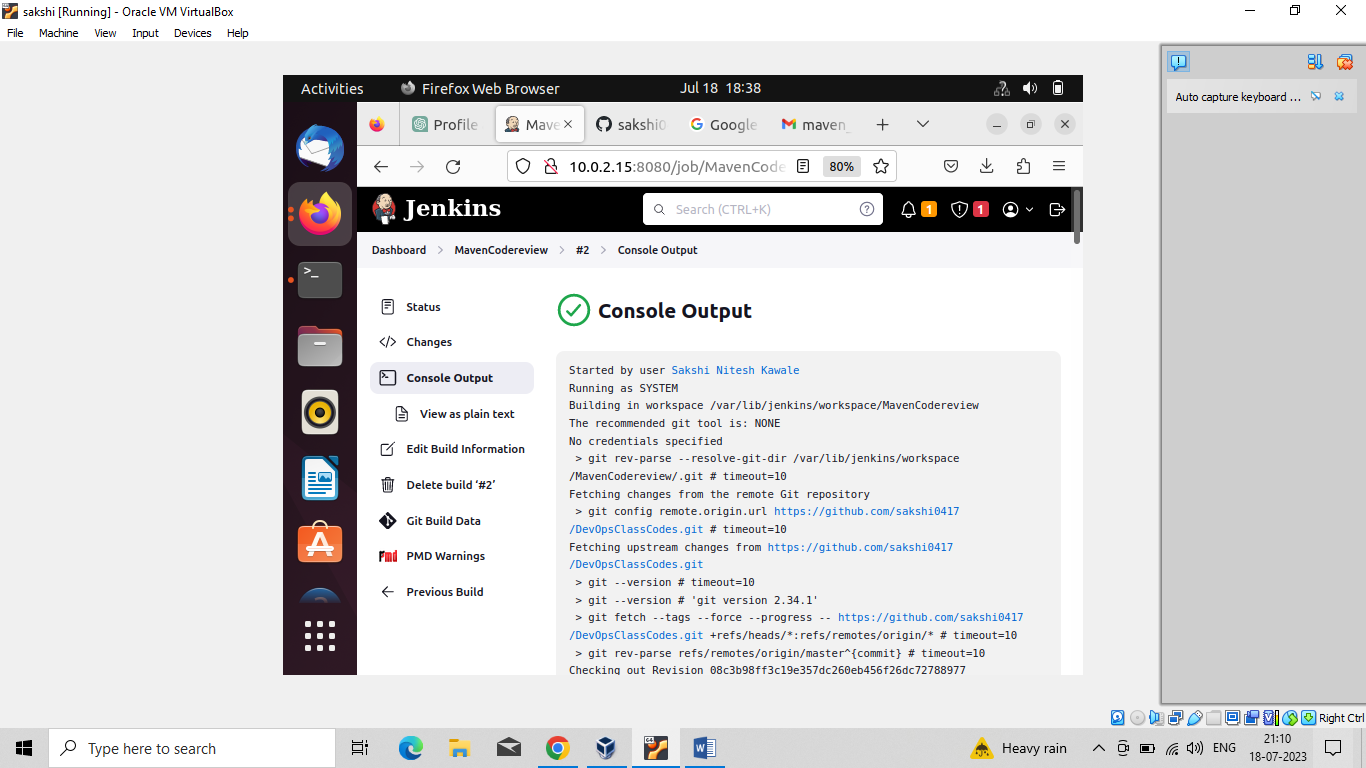 sakshi [Running] - Oracle VM VirtualBox
File Machine View Input Devices Help
Auto capture keyboard ...
Activities Firefox Web Browser Jul 18 18:38
Profile Mave sakshi0 Google maven_
10.0.2.15:8080/job/MavenCode 80%
Jenkins Search (CTRL+K) ? 1 1
Dashboard > MavenCodereview > #2 > Console Output
Status
Changes
Console Output
View as plain text
Edit Build Information
Delete build ‘#2’
Git Build Data
PMD Warnings
Previous Build
Console Output
Started by user Sakshi Nitesh Kawale
Running as SYSTEM
Building in workspace /var/lib/jenkins/workspace/MavenCodereview
The recommended git tool is: NONE
No credentials specified
> git rev-parse --resolve-git-dir /var/lib/jenkins/workspace
/MavenCodereview/.git # timeout=10
Fetching changes from the remote Git repository
> git config remote.origin.url https://github.com/sakshi0417
/DevOpsClassCodes.git # timeout=10
Fetching upstream changes from https://github.com/sakshi0417
/DevOpsClassCodes.git
> git --version # timeout=10
> git --version # 'git version 2.34.1'
> git fetch --tags --force --progress -- https://github.com/sakshi0417
/DevOpsClassCodes.git +refs/heads/*:refs/remotes/origin/* # timeout=10
> git rev-parse refs/remotes/origin/master^{commit} # timeout=10
Checking out Revision 08c3b98ff3c19e357dc260eb456f26dc72788977
Right Ctrl
Type here to search
Heavy rain
ENG
21:10
18-07-2023